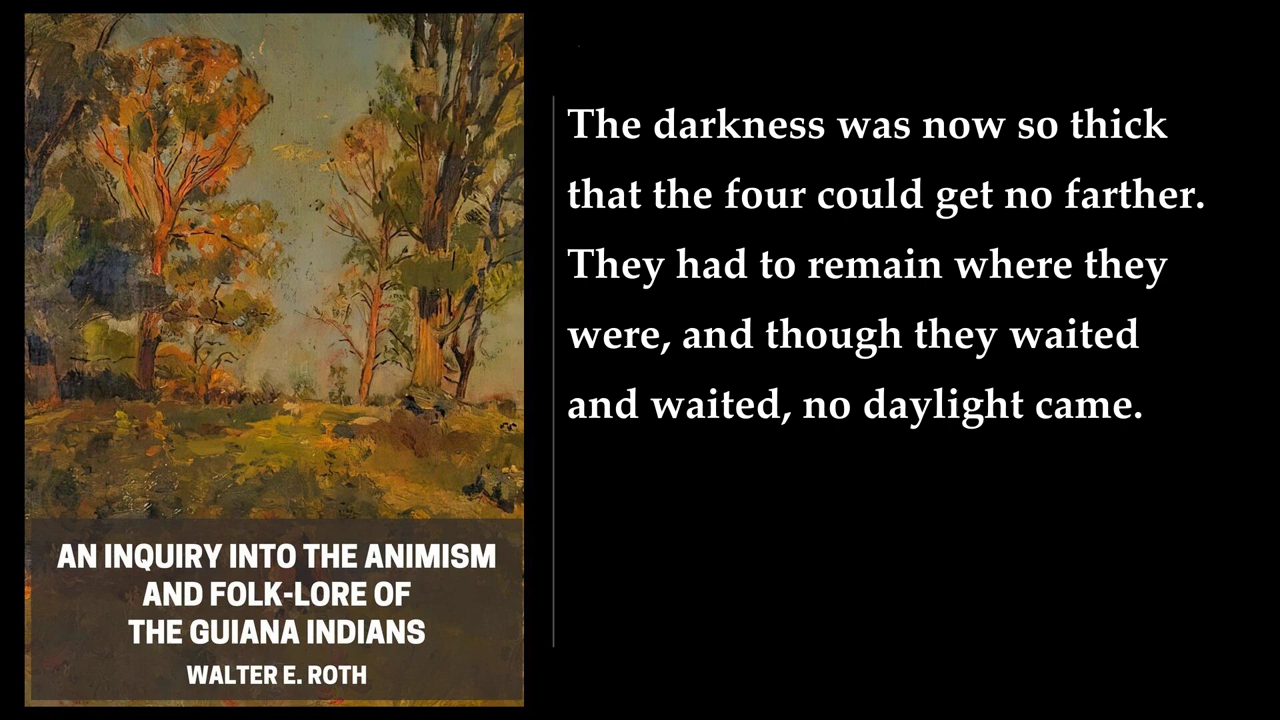 The darkness was now so thick
that the four could get no farther.
They had to remain where they
were, and though they waited
and waited, no daylight came.
AN INQUIRY INTO THE ANIMISM
AND FOLK-LORE OF
THE GUIANA INDIANS
WALTER E. ROTH